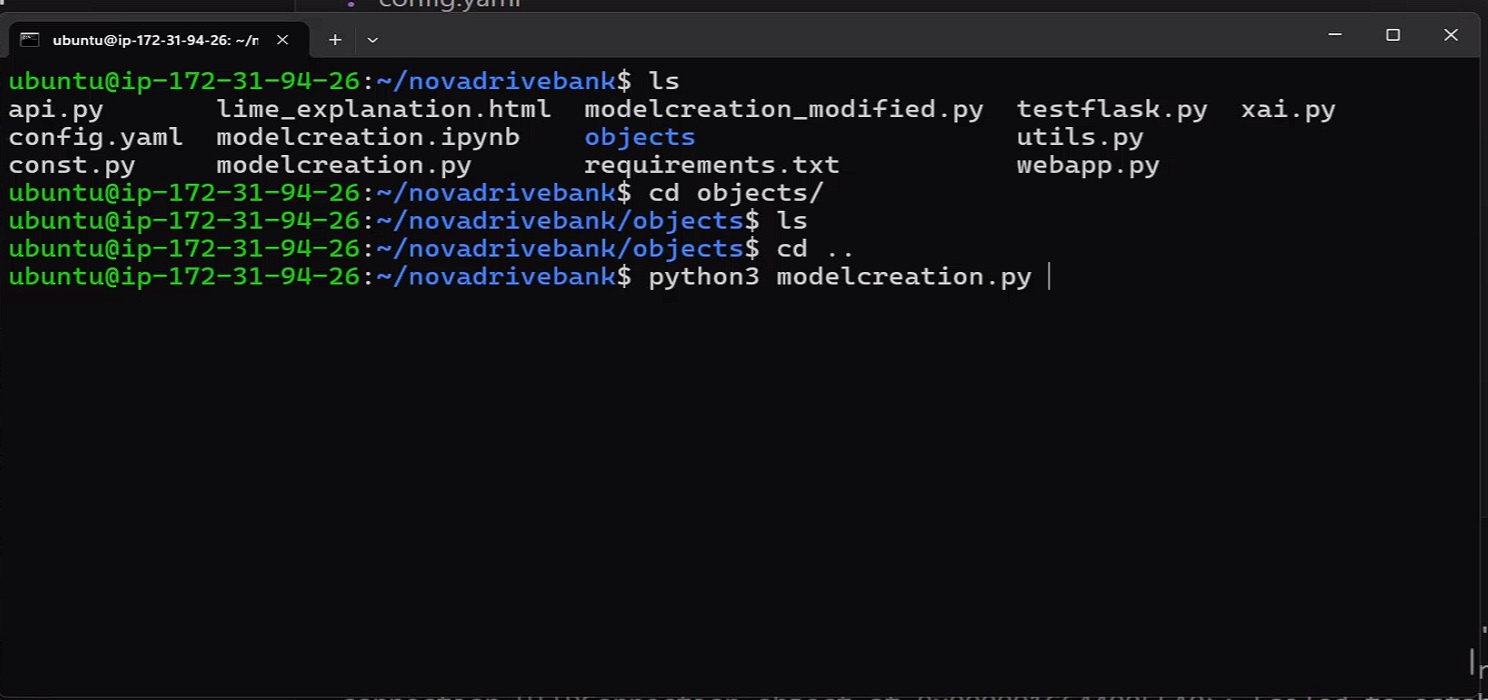 config.yaml
ubuntu@ip-172-31-94-26: ~/n
ubuntu@ip-172-31-94-26:~/novadrivebank$ ls
api.py lime_explanation.html modelcreation_modified.py testflask.py xai.py
config.yaml modelcreation.ipynb objects utils.py
const.py modelcreation.py requirements.txt webapp.py
ubuntu@ip-172-31-94-26:~/novadrivebank$ cd objects/
ubuntu@ip-172-31-94-26:~/novadrivebank/objects$ ls
ubuntu@ip-172-31-94-26:~/novadrivebank/objects$ cd ..
ubuntu@ip-172-31-94-26:~/novadrivebank$ python3 modelcreation.py